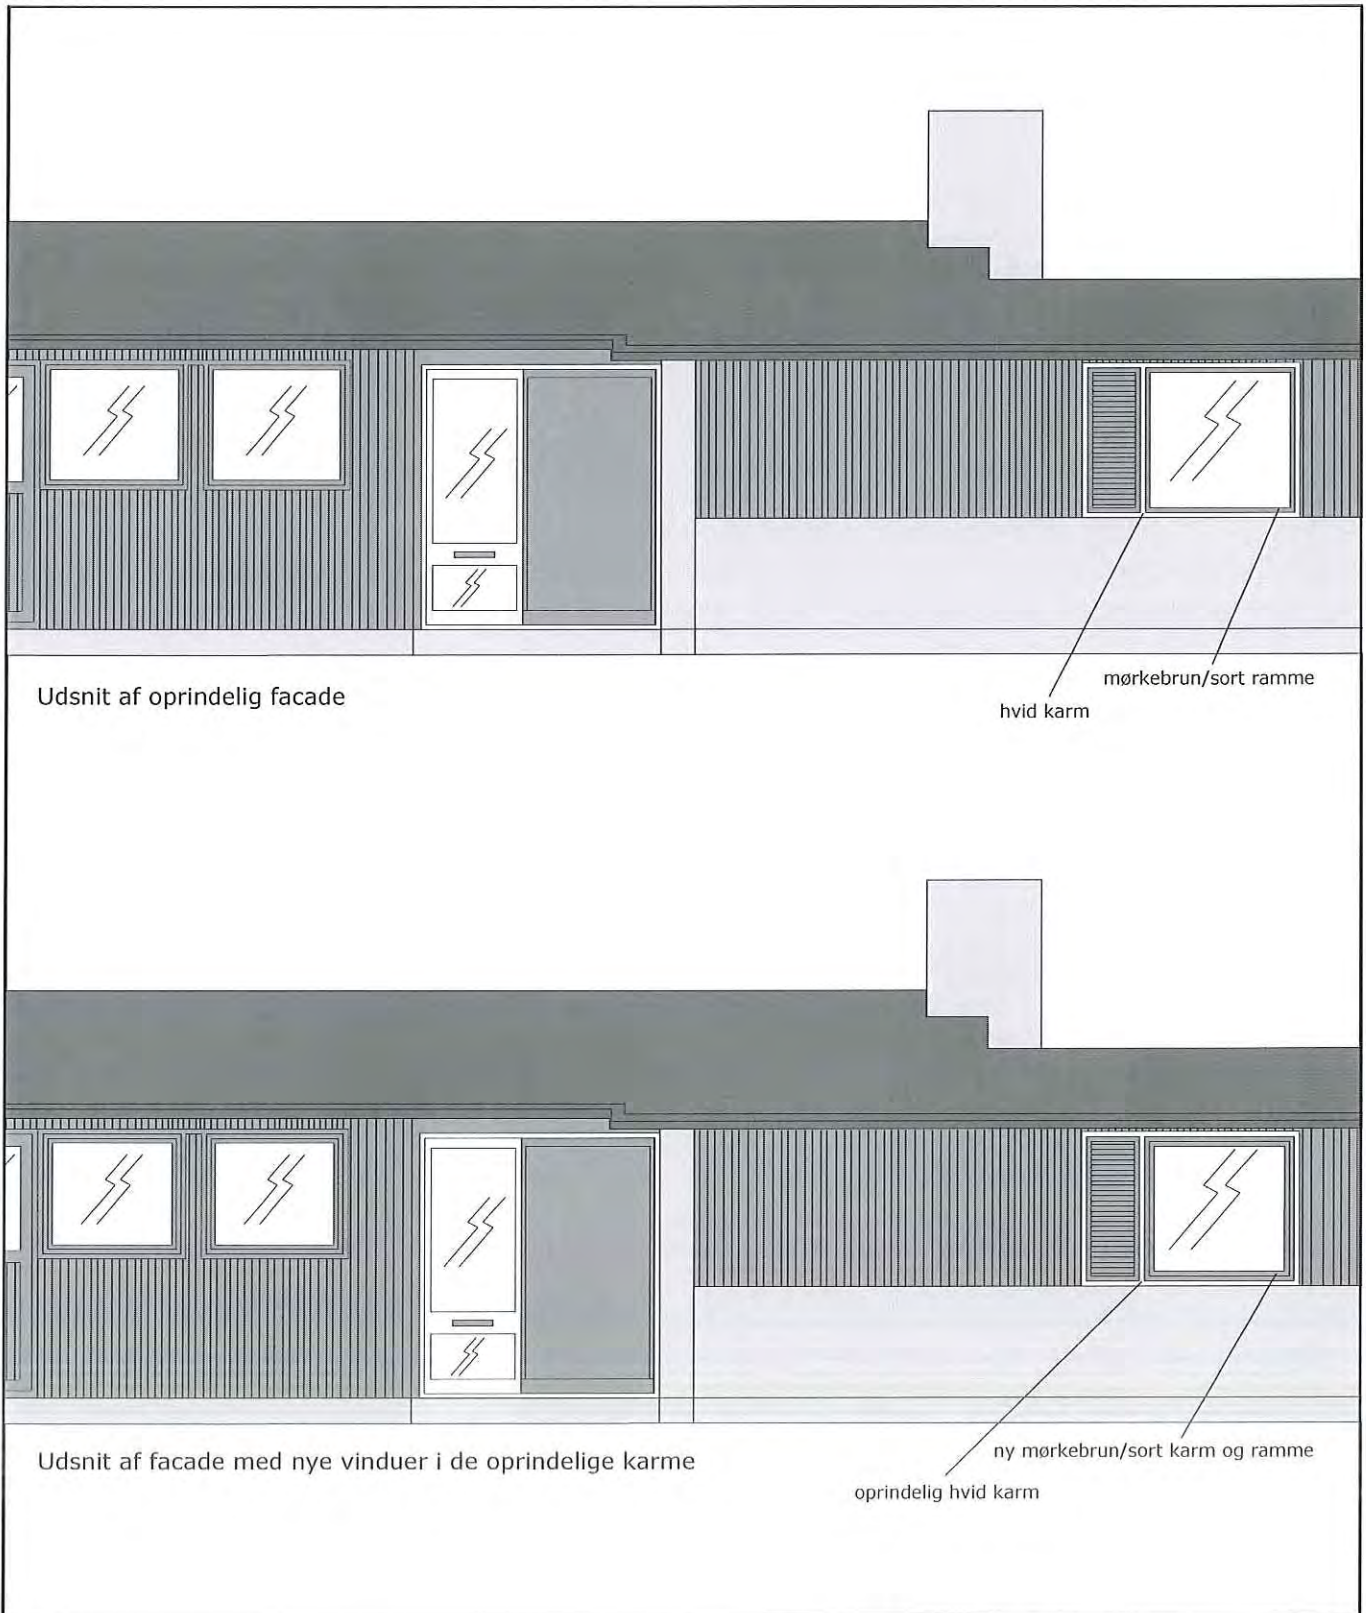 mørkebrun/sort ramme
Udsnit af oprindelig facade
hvid karm
ny mørkebrun/sort karm og ramme
Udsnit af facade med nye vinduer i de oprindelige karme
oprindelig hvid karm